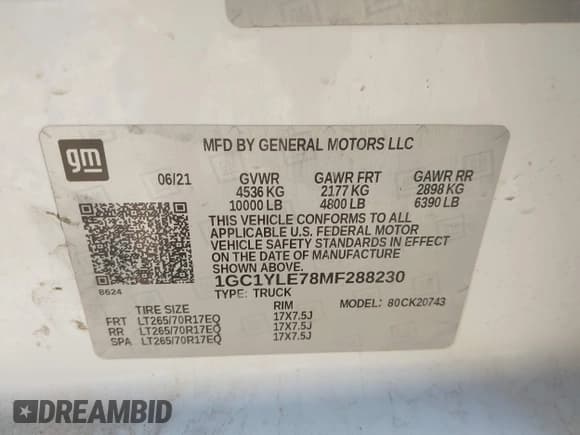 gm
MFD BY GENERAL MOTORS LLC
06/21 GVWR GAWR FRT GAWR RR
4536 KG 2177 KG 2898 KG
10000 LB 4800 LB 6390 LB
THIS VEHICLE CONFORMS TO ALL
APPLICABLE U.S. FEDERAL MOTOR
VEHICLE SAFETY STANDARDS IN EFFECT
ON THE DATE OF MANUFACTURE
SHOWN ABOVE.
8624
1GC1YLE78MF288230
TYPE: TRUCK MODEL: 80CK20743
TIRE SIZE RIM
FRT LT265/70R17EQ 17X7.5J
RR LT265/70R17EQ 17X7.5J
SPA LT265/70R17EQ 17X7.5J
DREAMBID